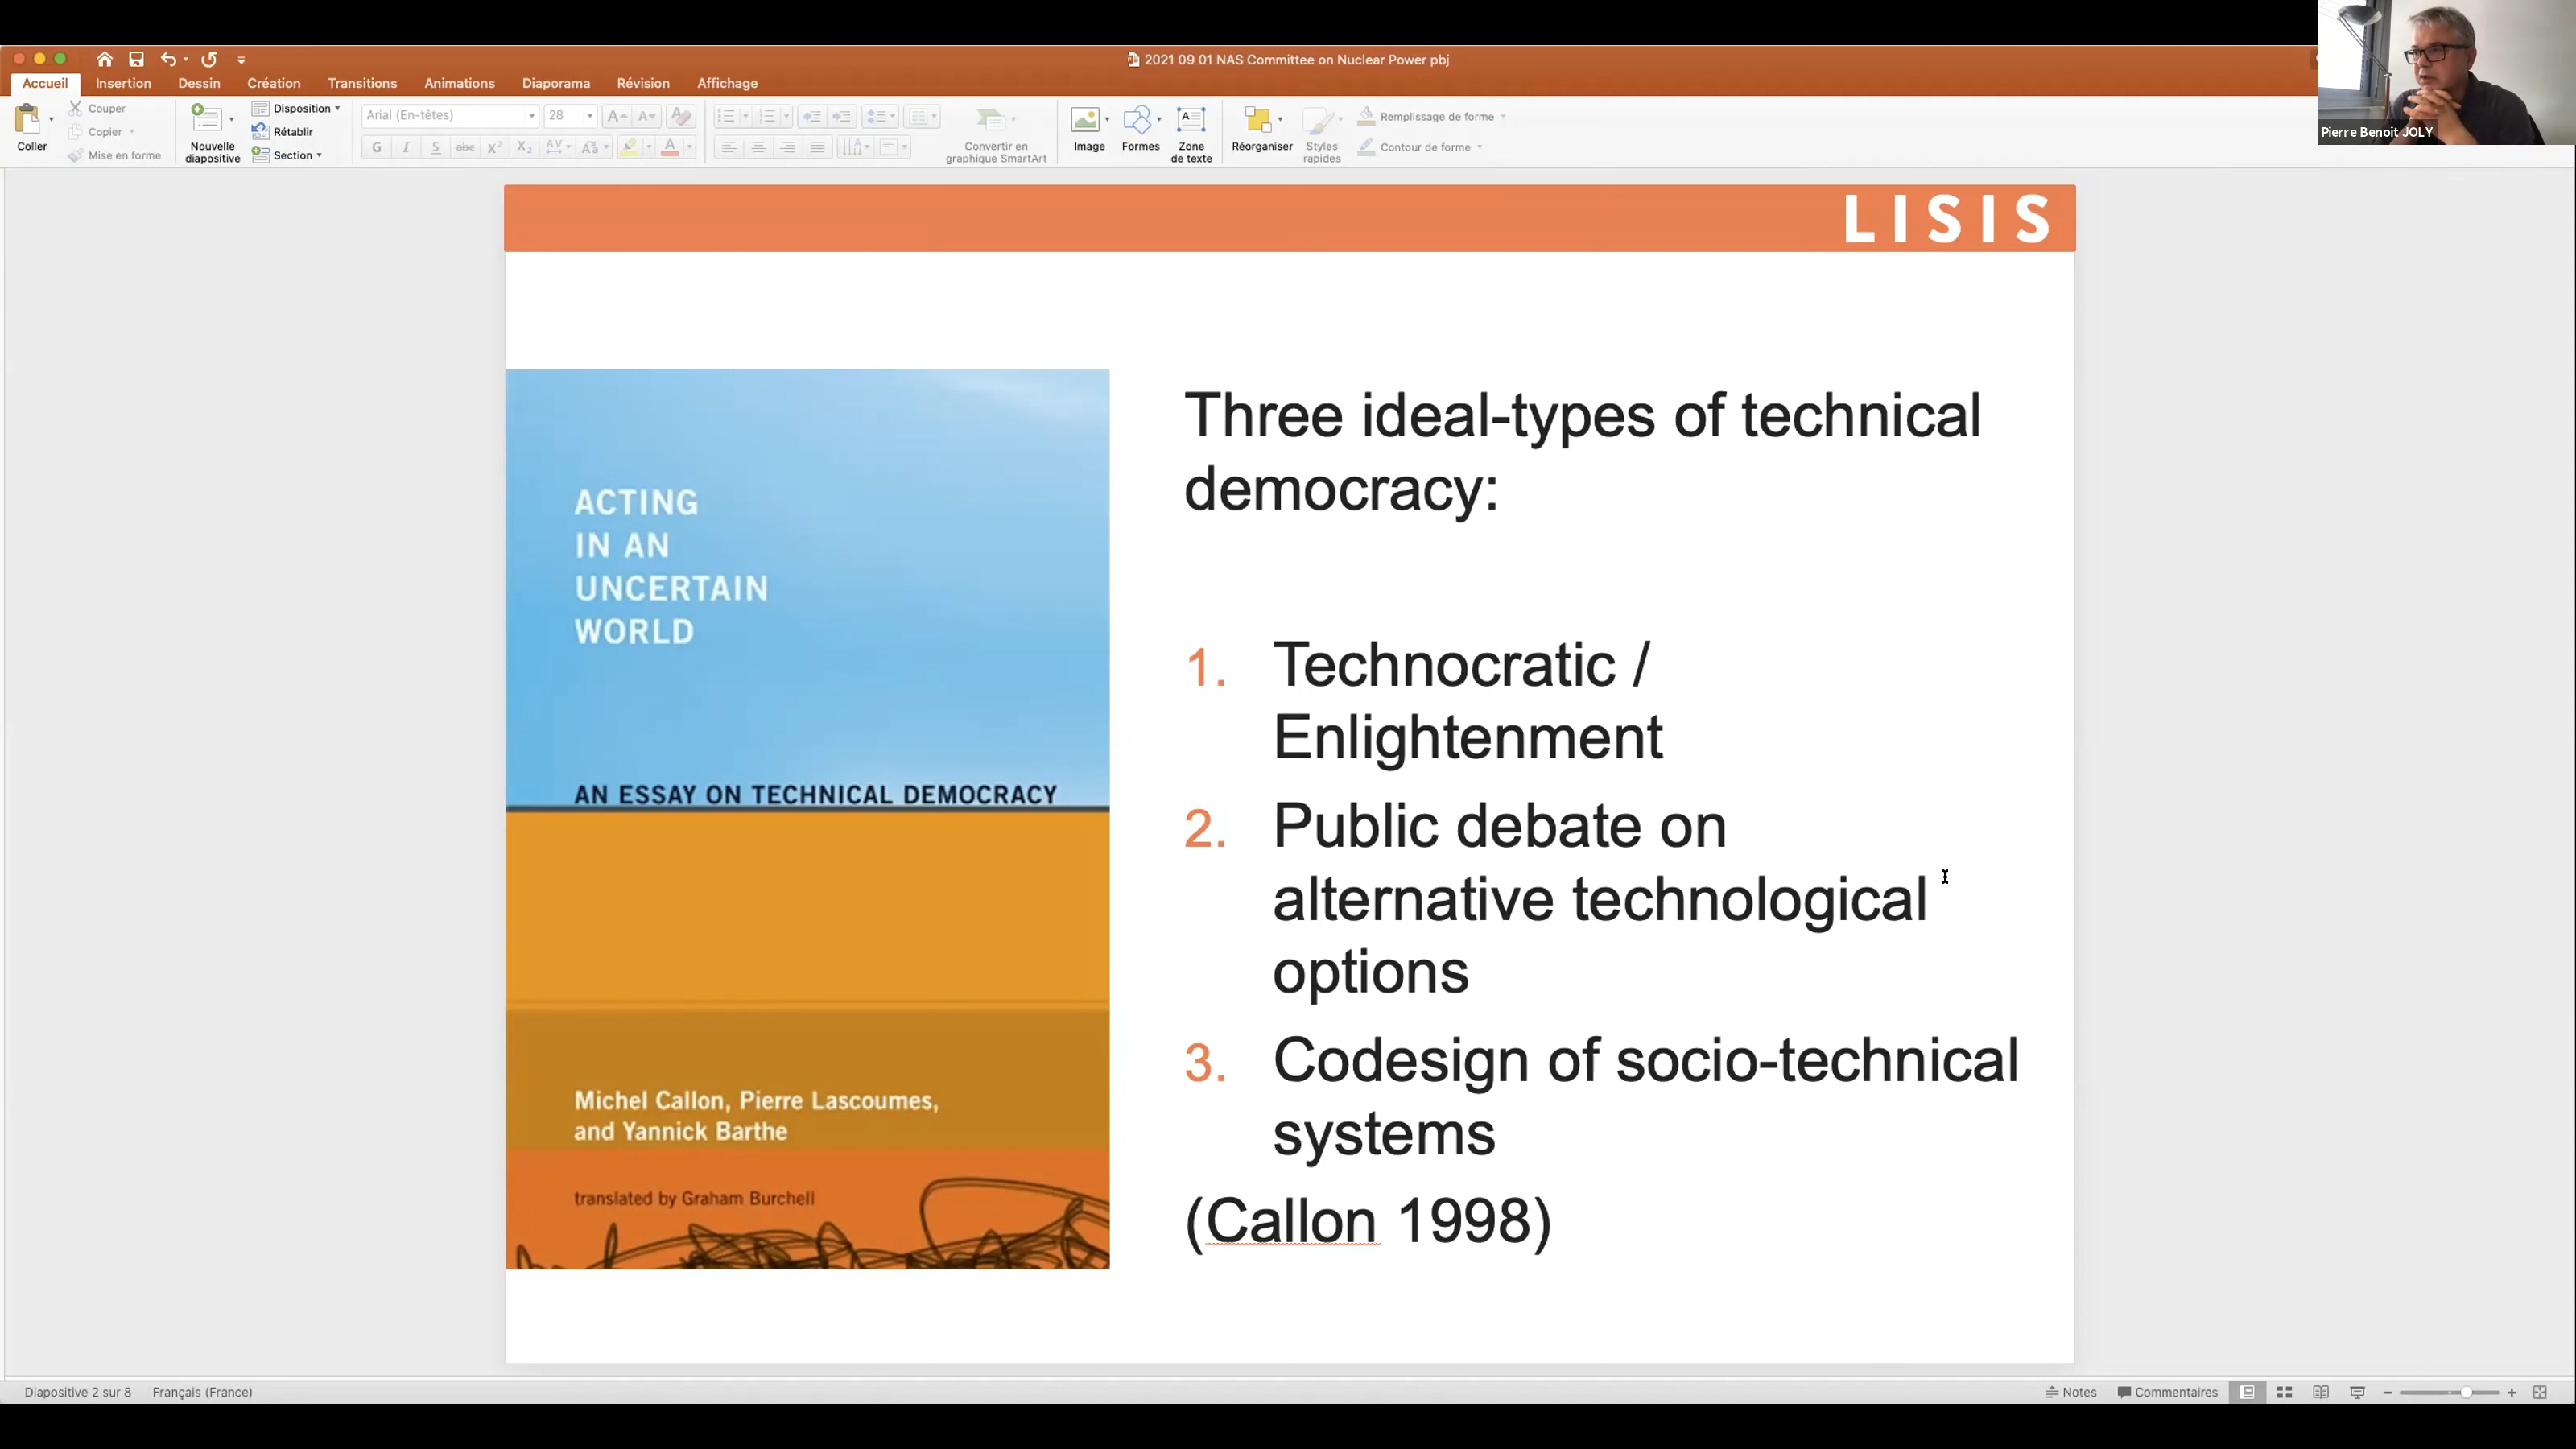 2021 09 01 NAS Committee on Nuclear Power pbj
Accueil Insertion Dessin Création Transitions Animations Diaporama Révision Affichage
Coller
Couper
Copier
Mise en forme
Nouvelle
diapositive
Disposition
Rétablir
Section
Arial (En-têtes) 28
G I S abc X² X₂ AV Aa A
Convertir en
graphique SmartArt
Image
Formes
Zone
de texte
Réorganiser
Styles
rapides
Remplissage de forme
Contour de forme
Pierre Benoit JOLY
LISIS
ACTING
IN AN
UNCERTAIN
WORLD
AN ESSAY ON TECHNICAL DEMOCRACY
Michel Callon, Pierre Lascoumes,
and Yannick Barthe
translated by Graham Burchell
Three ideal-types of technical
democracy:
1. Technocratic /
Enlightenment
2. Public debate on
alternative technological
options
3. Codesign of socio-technical
systems
(Callon 1998)
Diapositive 2 sur 8 Français (France)
Notes Commentaires